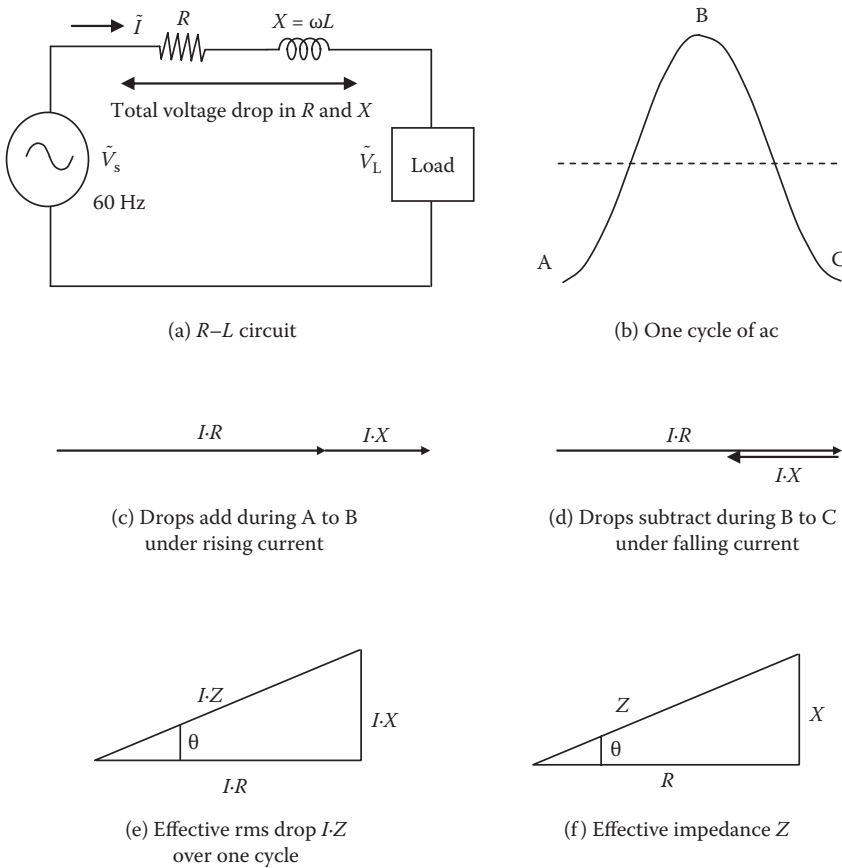 Ĩ
R
X = ωL
Total voltage drop in R and X
Ṽs
60 Hz
ṼL
Load
(a) R–L circuit
B
A
C
(b) One cycle of ac
I·R
I·X
(c) Drops add during A to B
under rising current
I·R
I·X
(d) Drops subtract during B to C
under falling current
I·Z
I·X
θ
I·R
(e) Effective rms drop I·Z
over one cycle
Z
X
θ
R
(f) Effective impedance Z